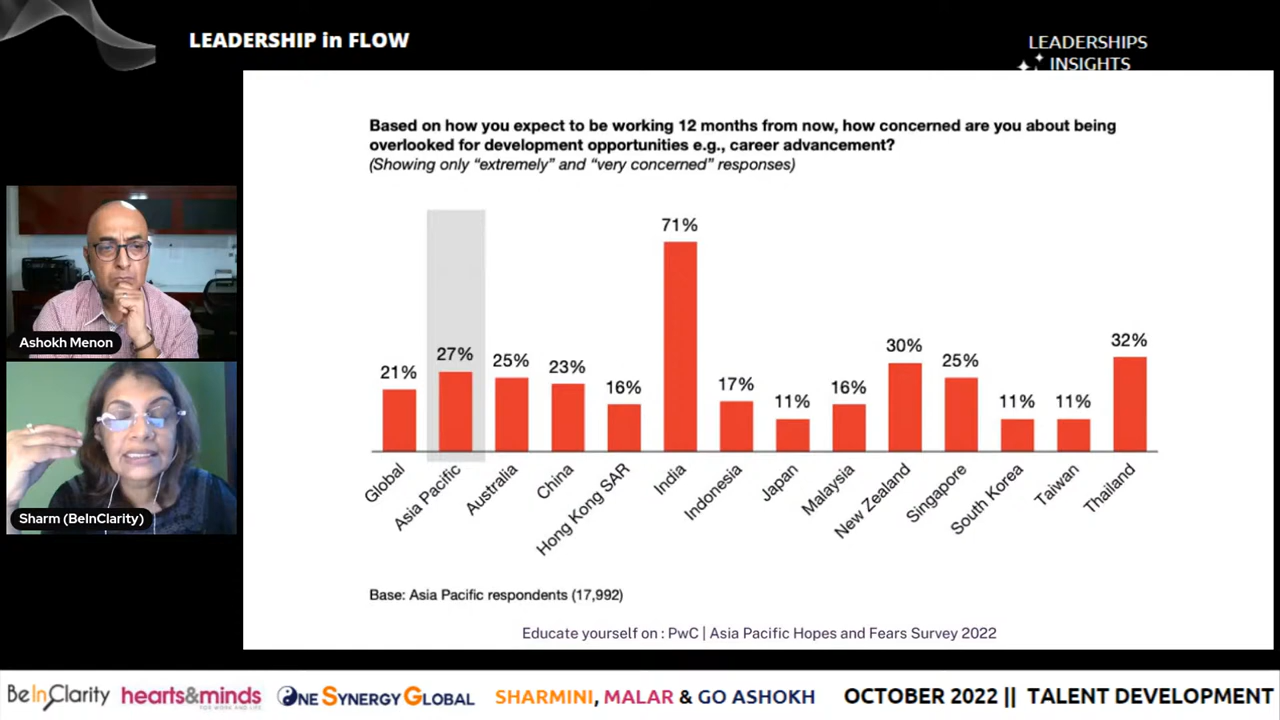 LEADERSHIP in FLOW
LEADERSHIPS
INSIGHTS
Based on how you expect to be working 12 months from now, how concerned are you about being
overlooked for development opportunities e.g., career advancement?
(Showing only “extremely” and “very concerned” responses)
21%
27%
25%
23%
16%
71%
17%
11%
16%
30%
25%
11%
11%
32%
Global
Asia Pacific
Australia
China
Hong Kong SAR
India
Indonesia
Japan
Malaysia
New Zealand
Singapore
South Korea
Taiwan
Thailand
Base: Asia Pacific respondents (17,992)
Educate yourself on : PwC | Asia Pacific Hopes and Fears Survey 2022
Ashokh Menon
Sharm (BeInClarity)
BeInClarity
hearts&minds
FOR WORK AND LIFE
ONE SYNERGY GLOBAL
SHARMINI, MALAR & GO ASHOKH
OCTOBER 2022 || TALENT DEVELOPMENT